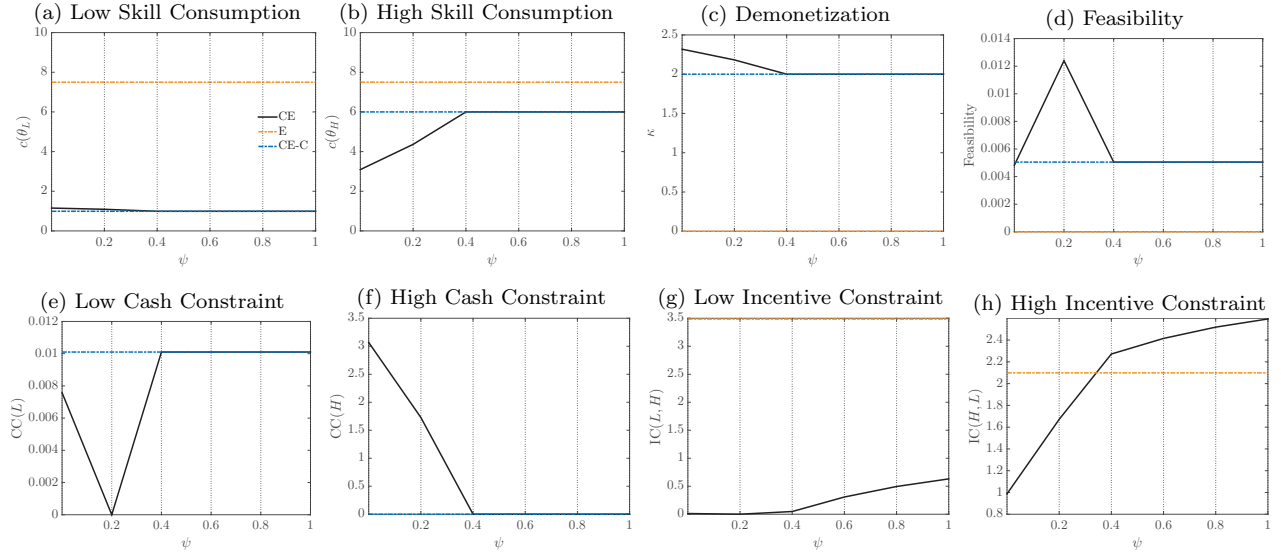 (a) Low Skill Consumption
10
8
6
4
2
0
c(θ_L)
CE
E
CE-C
0.2 0.4 0.6 0.8 1
ψ
(b) High Skill Consumption
10
8
6
4
2
0
c(θ_H)
0.2 0.4 0.6 0.8 1
ψ
(c) Demonetization
2.5
2
1.5
1
0.5
0
κ
0.2 0.4 0.6 0.8 1
ψ
(d) Feasibility
0.014
0.012
0.01
0.008
0.006
0.004
0.002
0
Feasibility
0.2 0.4 0.6 0.8 1
ψ
(e) Low Cash Constraint
0.012
0.01
0.008
0.006
0.004
0.002
0
CC(L)
0.2 0.4 0.6 0.8 1
ψ
(f) High Cash Constraint
3.5
3
2.5
2
1.5
1
0.5
0
CC(H)
0.2 0.4 0.6 0.8 1
ψ
(g) Low Incentive Constraint
3.5
3
2.5
2
1.5
1
0.5
0
IC(L, H)
0.2 0.4 0.6 0.8 1
ψ
(h) High Incentive Constraint
2.4
2.2
2
1.8
1.6
1.4
1.2
1
0.8
IC(H, L)
0.2 0.4 0.6 0.8 1
ψ